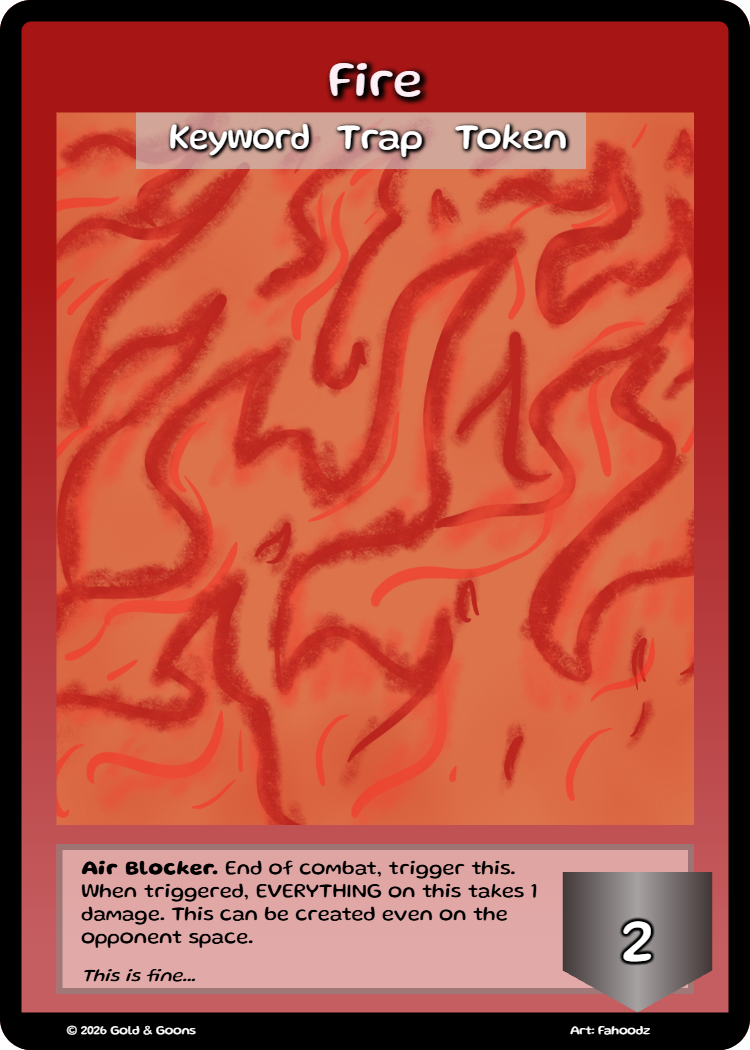 Fire
Keyword Trap Token
Air Blocker. End of combat, trigger this.
When triggered, EVERYTHING on this takes 1
damage. This can be created even on the
opponent space.
This is fine...
2
© 2026 Gold & Goons
Art: Fahoodz